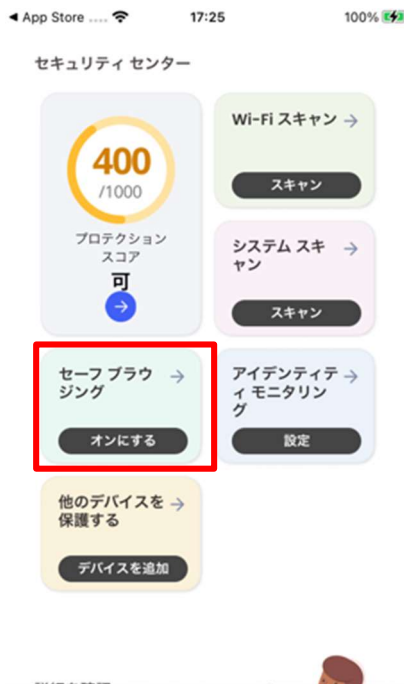 ◀ App Store .... 17:25 100%
セキュリティ センター
400
/1000
プロテクション
スコア
可
Wi-Fi スキャン
スキャン
システム スキ
ャン
スキャン
セーフ ブラウ
ジング
オンにする
アイデンティテ
ィ モニタリン
グ
設定
他のデバイスを
保護する
デバイスを追加